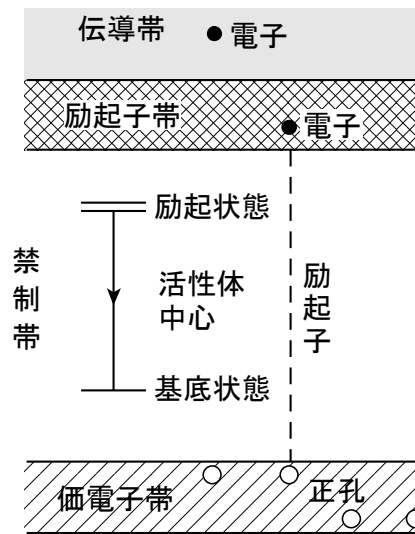 伝導帯
電子
励起子帯
電子
励起状態
禁制帯
活性体
中心
励起子
基底状態
価電子帯
正孔